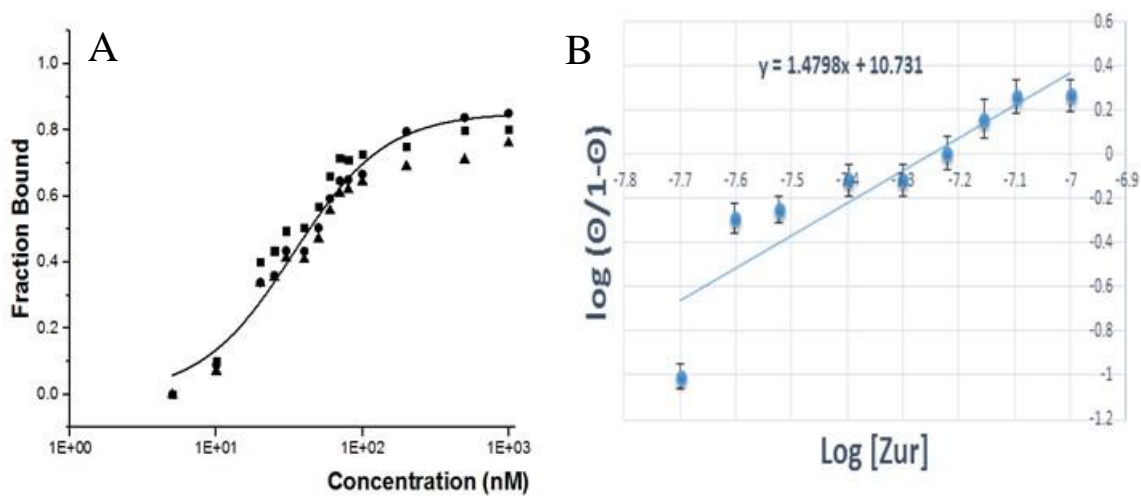 A
Fraction Bound
1.0
0.8
0.6
0.4
0.2
0.0
1E+00
1E+01
1E+02
1E+03
Concentration (nM)
B
y = 1.4798x + 10.731
log (Θ/1-Θ)
0.6
0.4
0.2
0
-0.2
-0.4
-0.6
-0.8
-1
-1.2
-7.8
-7.7
-7.6
-7.5
-7.4
-7.3
-7.2
-7.1
-7
-6.9
Log [Zur]